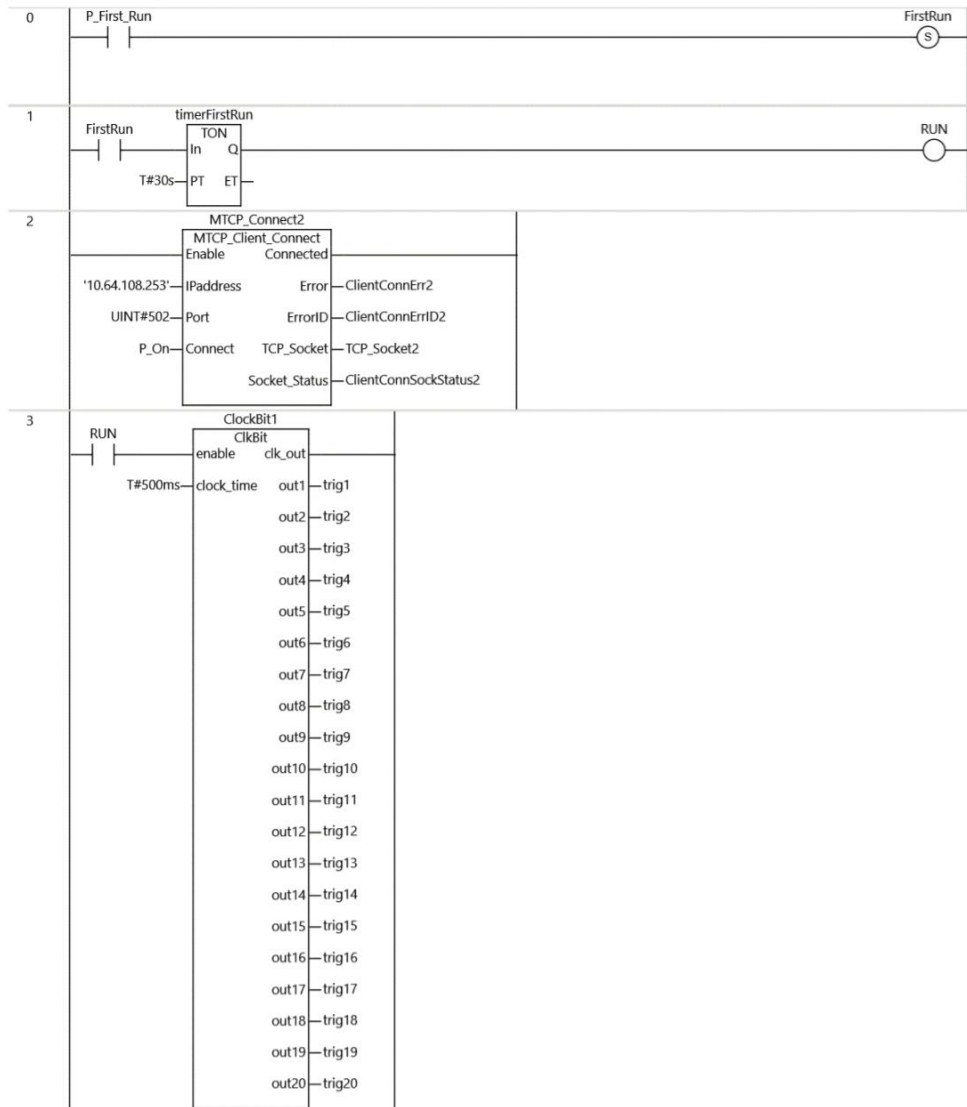 0
P_First_Run FirstRun
S
1
timerFirstRun
FirstRun TON RUN
In Q
T#30s PT ET
2
MTCP_Connect2
MTCP_Client_Connect
Enable Connected
'10.64.108.253' IPaddress Error ClientConnErr2
UINT#502 Port ErrorID ClientConnErrID2
P_On Connect TCP_Socket TCP_Socket2
Socket_Status ClientConnSockStatus2
3
ClockBit1
RUN ClkBit
enable clk_out
T#500ms clock_time out1 trig1
out2 trig2
out3 trig3
out4 trig4
out5 trig5
out6 trig6
out7 trig7
out8 trig8
out9 trig9
out10 trig10
out11 trig11
out12 trig12
out13 trig13
out14 trig14
out15 trig15
out16 trig16
out17 trig17
out18 trig18
out19 trig19
out20 trig20